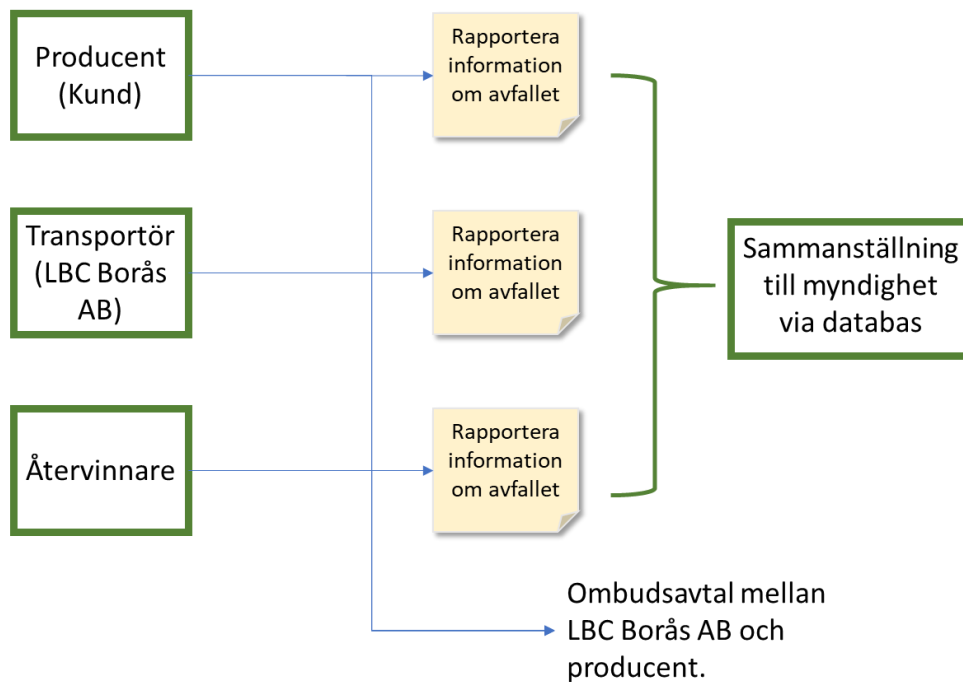 Producent
(Kund)
Rapportera
information
om avfallet
Transportör
(LBC Borås
AB)
Rapportera
information
om avfallet
Sammanställning
till myndighet
via databas
Återvinnare
Rapportera
information
om avfallet
Ombudsavtal mellan
LBC Borås AB och
producent.